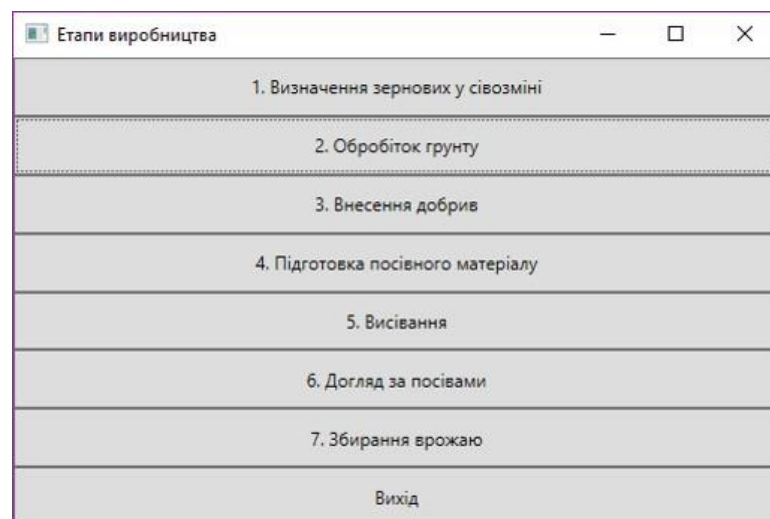 Етапи виробництва
1. Визначення зернових у сівозміні
2. Обробіток грунту
3. Внесення добрив
4. Підготовка посівного матеріалу
5. Висівання
6. Догляд за посівами
7. Збирання врожаю
Вихід